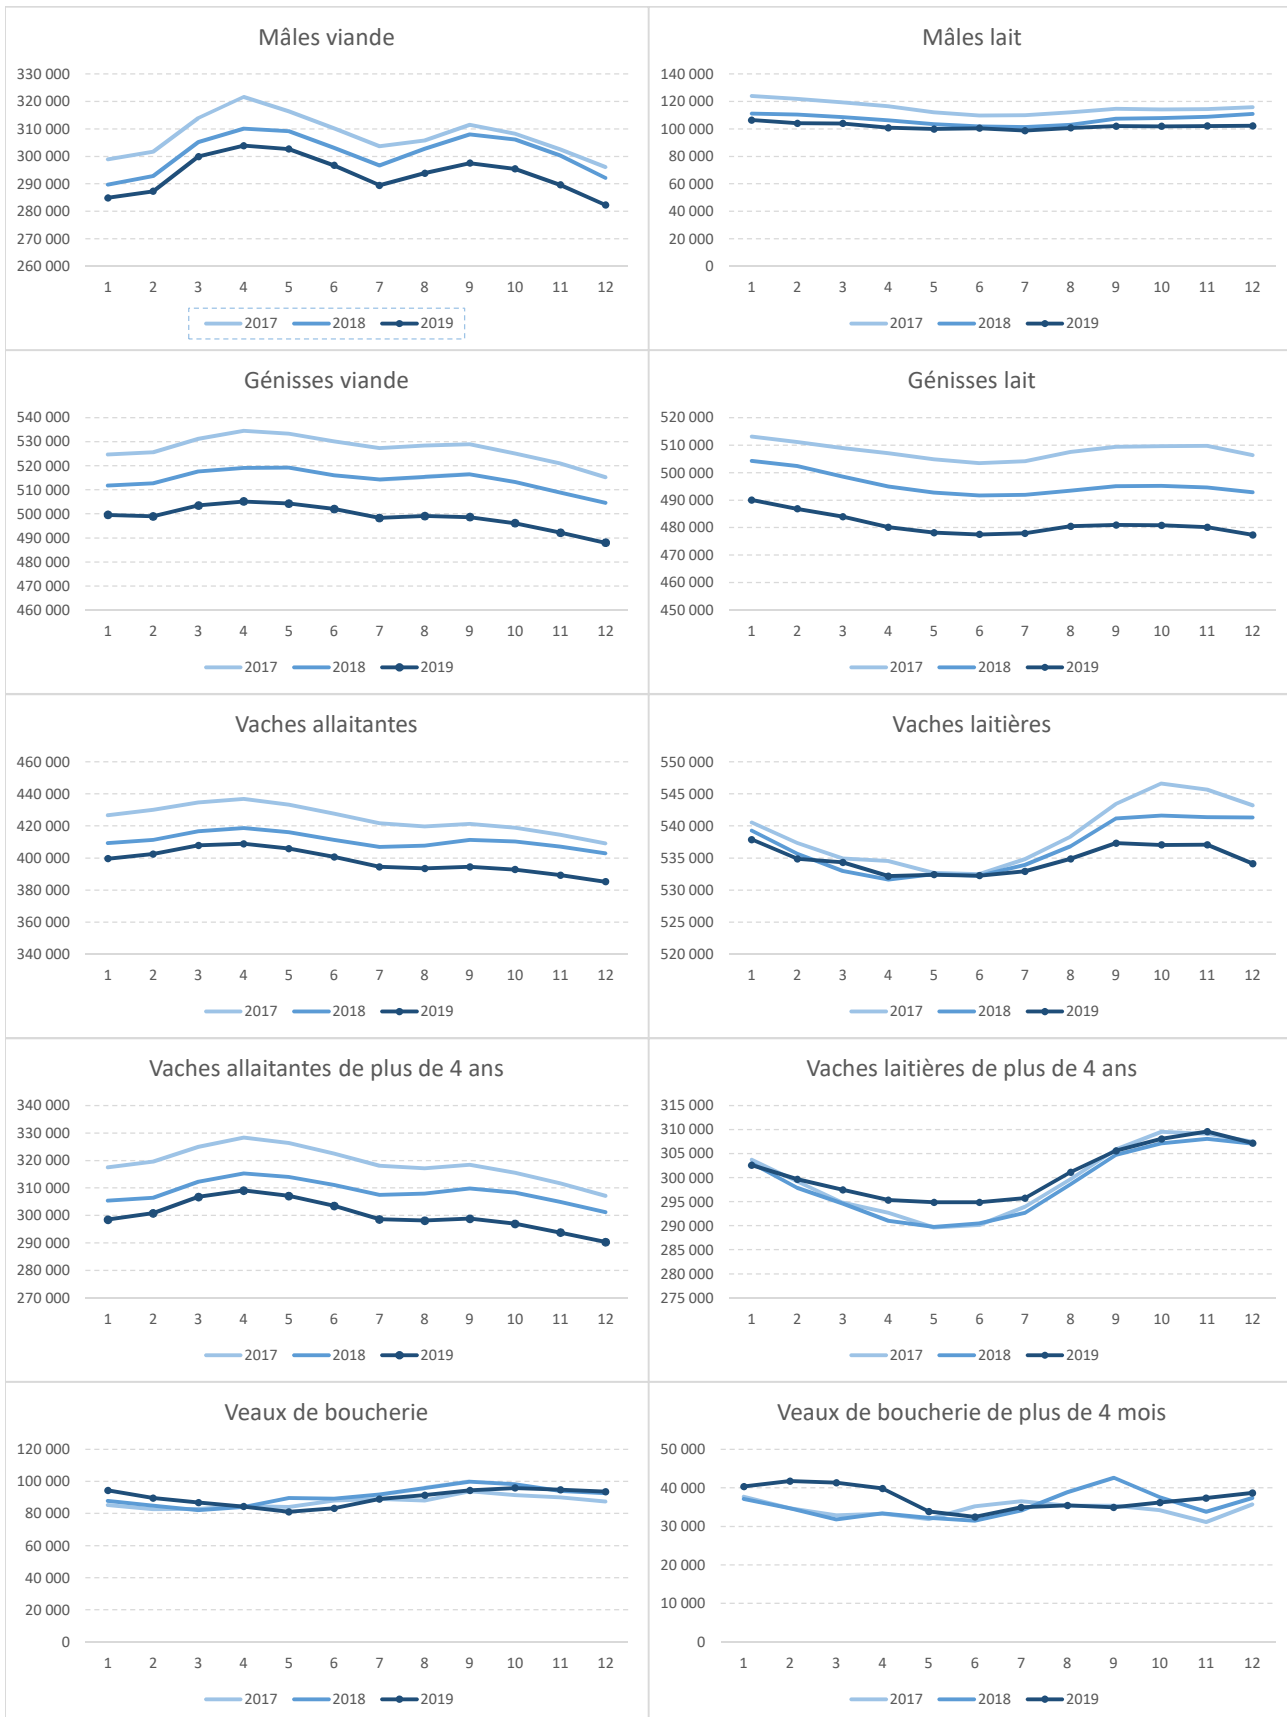 Mâles viande
330 000
320 000
310 000
300 000
290 000
280 000
270 000
260 000
1 2 3 4 5 6 7 8 9 10 11 12
2017 2018 2019
Mâles lait
140 000
120 000
100 000
80 000
60 000
40 000
20 000
0
1 2 3 4 5 6 7 8 9 10 11 12
2017 2018 2019
Génisses viande
540 000
530 000
520 000
510 000
500 000
490 000
480 000
470 000
460 000
1 2 3 4 5 6 7 8 9 10 11 12
2017 2018 2019
Génisses lait
520 000
510 000
500 000
490 000
480 000
470 000
460 000
450 000
1 2 3 4 5 6 7 8 9 10 11 12
2017 2018 2019
Vaches allaitantes
460 000
440 000
420 000
400 000
380 000
360 000
340 000
1 2 3 4 5 6 7 8 9 10 11 12
2017 2018 2019
Vaches laitières
550 000
545 000
540 000
535 000
530 000
525 000
520 000
1 2 3 4 5 6 7 8 9 10 11 12
2017 2018 2019
Vaches allaitantes de plus de 4 ans
340 000
330 000
320 000
310 000
300 000
290 000
280 000
270 000
1 2 3 4 5 6 7 8 9 10 11 12
2017 2018 2019
Vaches laitières de plus de 4 ans
315 000
310 000
305 000
300 000
295 000
290 000
285 000
280 000
275 000
1 2 3 4 5 6 7 8 9 10 11 12
2017 2018 2019
Veaux de boucherie
120 000
100 000
80 000
60 000
40 000
20 000
0
1 2 3 4 5 6 7 8 9 10 11 12
2017 2018 2019
Veaux de boucherie de plus de 4 mois
50 000
40 000
30 000
20 000
10 000
0
1 2 3 4 5 6 7 8 9 10 11 12
2017 2018 2019